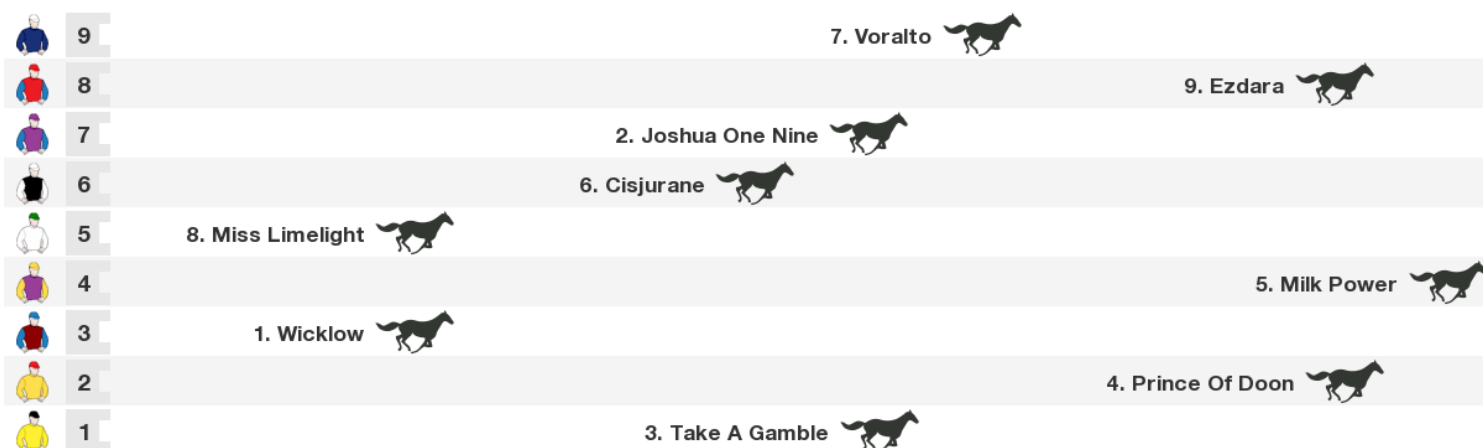 9 7. Voralto
8 9. Ezdara
7 2. Joshua One Nine
6 6. Cisjurane
5 8. Miss Limelight
4 5. Milk Power
3 1. Wicklow
2 4. Prince Of Doon
1 3. Take A Gamble